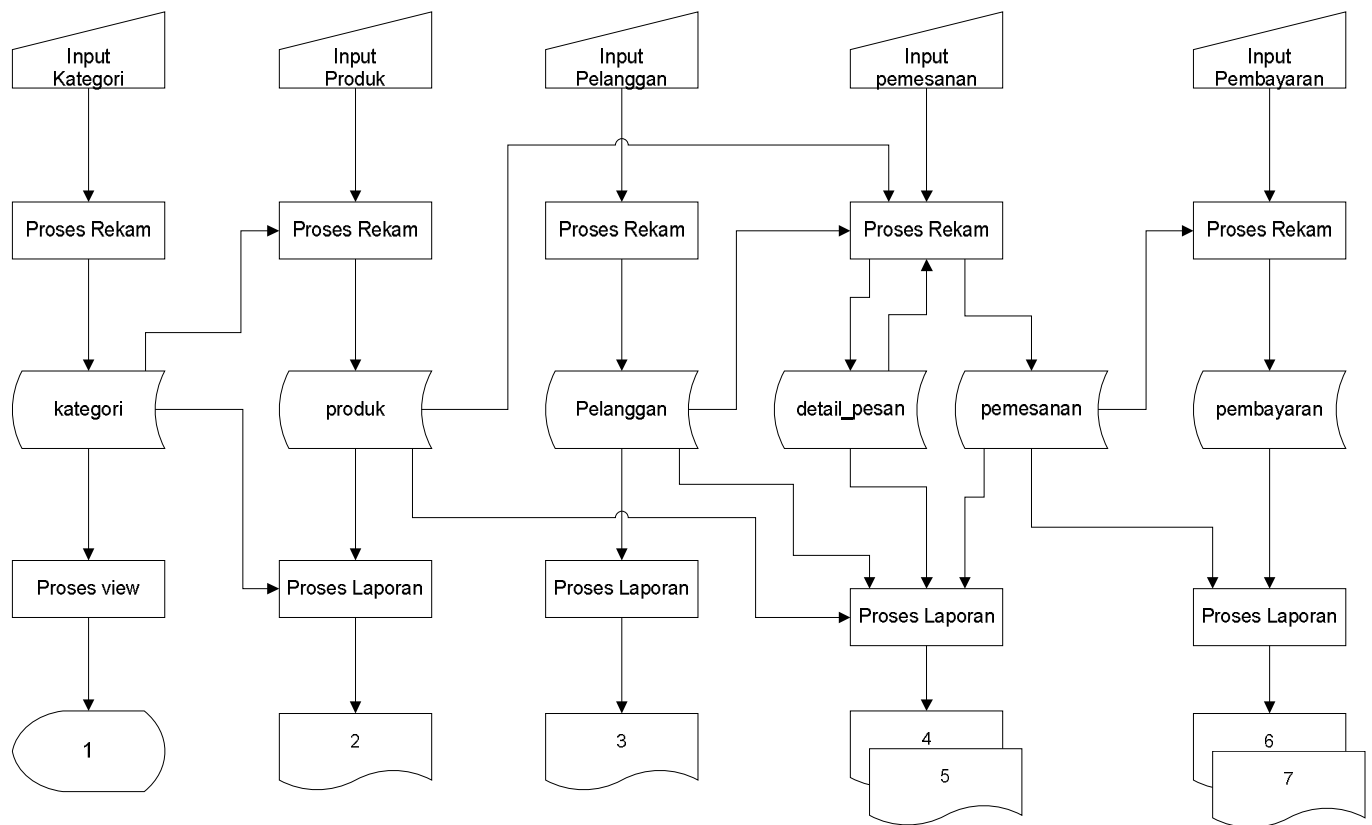 Input
Kategori
Input
Produk
Input
Pelanggan
Input
pemesanan
Input
Pembayaran
Proses Rekam
Proses Rekam
Proses Rekam
Proses Rekam
Proses Rekam
kategori
produk
Pelanggan
detail_pesan
pemesanan
pembayaran
Proses view
Proses Laporan
Proses Laporan
Proses Laporan
Proses Laporan
1
2
3
4
5
6
7